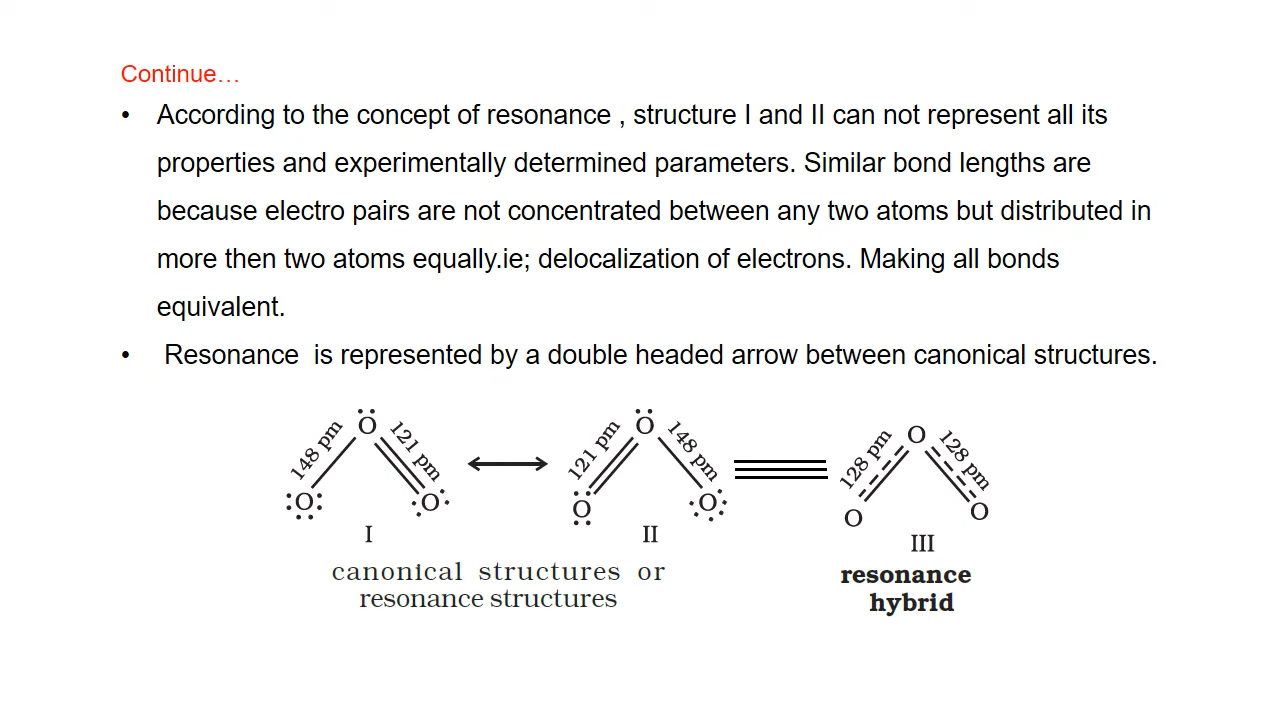 Continue…
• According to the concept of resonance , structure I and II can not represent all its
properties and experimentally determined parameters. Similar bond lengths are
because electro pairs are not concentrated between any two atoms but distributed in
more then two atoms equally.ie; delocalization of electrons. Making all bonds
equivalent.
• Resonance  is represented by a double headed arrow between canonical structures.
148 pm
O
121 pm
O
O
I
121 pm
O
148 pm
O
O
II
128 pm
O
128 pm
O
O
III
canonical structures or
resonance structures
resonance
hybrid